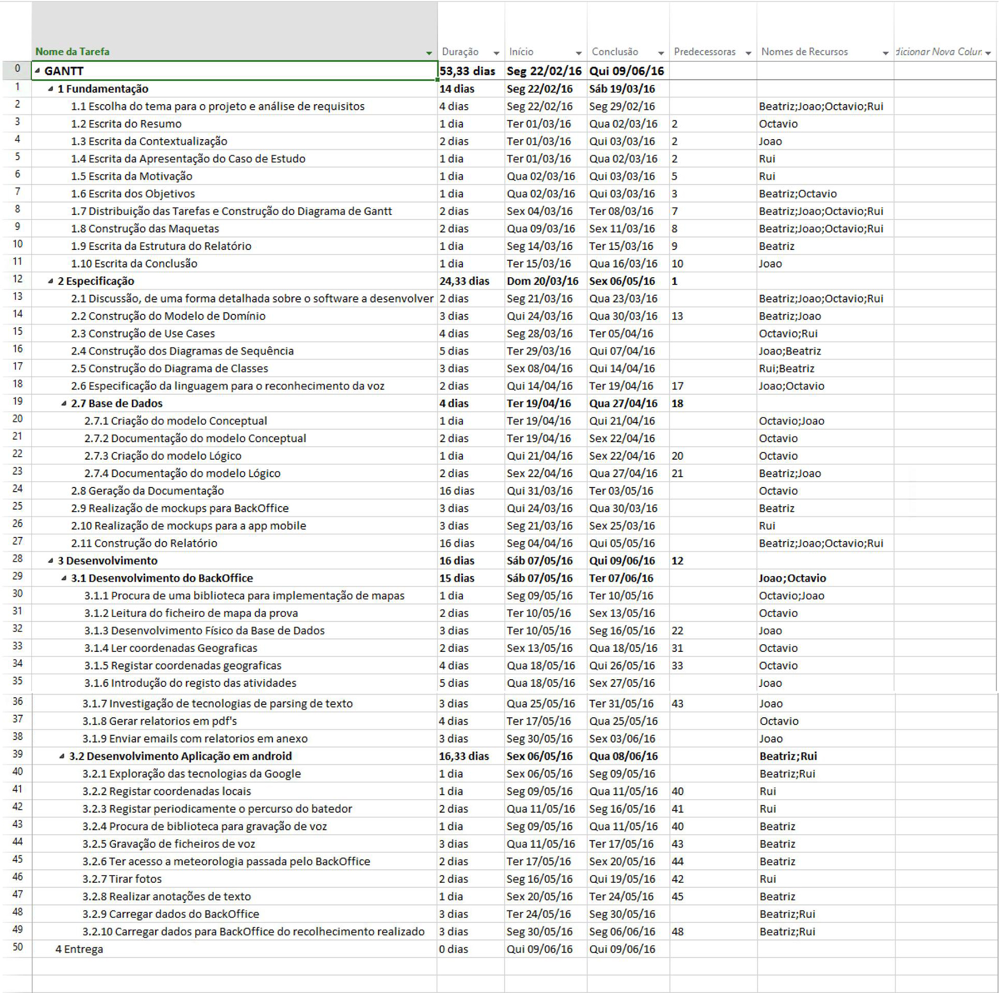 Nome da Tarefa Duração Início Conclusão Predecessoras Nomes de Recursos dicionar Nova Colur
0 GANTT 53,33 dias Seg 22/02/16 Qui 09/06/16
1 1 Fundamentação 14 dias Seg 22/02/16 Sáb 19/03/16
2 1.1 Escolha do tema para o projeto e análise de requisitos 4 dias Seg 22/02/16 Seg 29/02/16 Beatriz;Joao;Octavio;Rui
3 1.2 Escrita do Resumo 1 dia Ter 01/03/16 Qua 02/03/16 2 Octavio
4 1.3 Escrita da Contextualização 2 dias Ter 01/03/16 Qui 03/03/16 2 Joao
5 1.4 Escrita da Apresentação do Caso de Estudo 1 dia Ter 01/03/16 Qua 02/03/16 2 Rui
6 1.5 Escrita da Motivação 1 dia Qua 02/03/16 Qui 03/03/16 5 Rui
7 1.6 Escrita dos Objetivos 1 dia Qua 02/03/16 Qui 03/03/16 3 Beatriz;Octavio
8 1.7 Distribuição das Tarefas e Construção do Diagrama de Gantt 2 dias Sex 04/03/16 Ter 08/03/16 7 Beatriz;Joao;Octavio;Rui
9 1.8 Construção das Maquetas 2 dias Qua 09/03/16 Sex 11/03/16 8 Beatriz;Joao;Octavio;Rui
10 1.9 Escrita da Estrutura do Relatório 1 dia Seg 14/03/16 Ter 15/03/16 9 Beatriz
11 1.10 Escrita da Conclusão 1 dia Ter 15/03/16 Qua 16/03/16 10 Joao
12 2 Especificação 24,33 dias Dom 20/03/16 Sex 06/05/16 1
13 2.1 Discussão, de uma forma detalhada sobre o software a desenvolver 2 dias Seg 21/03/16 Qua 23/03/16 Beatriz;Joao;Octavio;Rui
14 2.2 Construção do Modelo de Domínio 3 dias Qui 24/03/16 Qua 30/03/16 13 Beatriz;Joao
15 2.3 Construção de Use Cases 4 dias Seg 28/03/16 Ter 05/04/16 Octavio;Rui
16 2.4 Construção dos Diagramas de Sequência 5 dias Ter 29/03/16 Qui 07/04/16 Joao;Beatriz
17 2.5 Construção do Diagrama de Classes 3 dias Sex 08/04/16 Qui 14/04/16 Rui;Beatriz
18 2.6 Especificação da linguagem para o reconhecimento da voz 2 dias Qui 14/04/16 Ter 19/04/16 17 Joao;Octavio
19 2.7 Base de Dados 4 dias Ter 19/04/16 Qua 27/04/16 18
20 2.7.1 Criação do modelo Conceptual 1 dia Ter 19/04/16 Qui 21/04/16 Octavio;Joao
21 2.7.2 Documentação do modelo Conceptual 2 dias Ter 19/04/16 Sex 22/04/16 Octavio
22 2.7.3 Criação do modelo Lógico 1 dia Qui 21/04/16 Sex 22/04/16 20 Octavio
23 2.7.4 Documentação do modelo Lógico 2 dias Sex 22/04/16 Qua 27/04/16 21 Beatriz;Joao
24 2.8 Geração da Documentação 16 dias Qui 31/03/16 Ter 03/05/16 Octavio
25 2.9 Realização de mockups para BackOffice 3 dias Qui 24/03/16 Qua 30/03/16 Beatriz
26 2.10 Realização de mockups para a app mobile 3 dias Seg 21/03/16 Sex 25/03/16 Rui
27 2.11 Construção do Relatório 16 dias Seg 04/04/16 Qui 05/05/16 Beatriz;Joao;Octavio;Rui
28 3 Desenvolvimento 16 dias Sáb 07/05/16 Qui 09/06/16 12
29 3.1 Desenvolvimento do BackOffice 15 dias Sáb 07/05/16 Ter 07/06/16 Joao;Octavio
30 3.1.1 Procura de uma biblioteca para implementação de mapas 1 dia Seg 09/05/16 Ter 10/05/16 Octavio;Joao
31 3.1.2 Leitura do ficheiro de mapa da prova 2 dias Ter 10/05/16 Sex 13/05/16 Octavio
32 3.1.3 Desenvolvimento Físico da Base de Dados 3 dias Ter 10/05/16 Seg 16/05/16 22 Joao
33 3.1.4 Ler coordenadas Geograficas 2 dias Sex 13/05/16 Qua 18/05/16 31 Octavio
34 3.1.5 Registar coordenadas geograficas 4 dias Qua 18/05/16 Qui 26/05/16 33 Octavio
35 3.1.6 Introdução do registo das atividades 5 dias Qua 18/05/16 Sex 27/05/16 Joao
36 3.1.7 Investigação de tecnologias de parsing de texto 3 dias Qua 25/05/16 Ter 31/05/16 43 Joao
37 3.1.8 Gerar relatorios em pdf's 4 dias Ter 17/05/16 Qua 25/05/16 Octavio
38 3.1.9 Enviar emails com relatorios em anexo 3 dias Seg 30/05/16 Sex 03/06/16 Joao
39 3.2 Desenvolvimento Aplicação em android 16,33 dias Sex 06/05/16 Qua 08/06/16 Beatriz;Rui
40 3.2.1 Exploração das tecnologias da Google 1 dia Sex 06/05/16 Seg 09/05/16 Beatriz;Rui
41 3.2.2 Registar coordenadas locais 1 dia Seg 09/05/16 Qua 11/05/16 40 Rui
42 3.2.3 Registar periodicamente o percurso do batedor 2 dias Qua 11/05/16 Seg 16/05/16 41 Rui
43 3.2.4 Procura de biblioteca para gravação de voz 1 dia Seg 09/05/16 Qua 11/05/16 40 Beatriz
44 3.2.5 Gravação de ficheiros de voz 3 dias Qua 11/05/16 Ter 17/05/16 43 Beatriz
45 3.2.6 Ter acesso a meteorologia passada pelo BackOffice 2 dias Ter 17/05/16 Sex 20/05/16 44 Beatriz
46 3.2.7 Tirar fotos 2 dias Seg 16/05/16 Qui 19/05/16 42 Rui
47 3.2.8 Realizar anotações de texto 1 dia Sex 20/05/16 Ter 24/05/16 45 Beatriz
48 3.2.9 Carregar dados do BackOffice 3 dias Ter 24/05/16 Seg 30/05/16 Beatriz;Rui
49 3.2.10 Carregar dados para BackOffice do recolhecimento realizado 3 dias Seg 30/05/16 Seg 06/06/16 48 Beatriz;Rui
50 4 Entrega 0 dias Qui 09/06/16 Qui 09/06/16